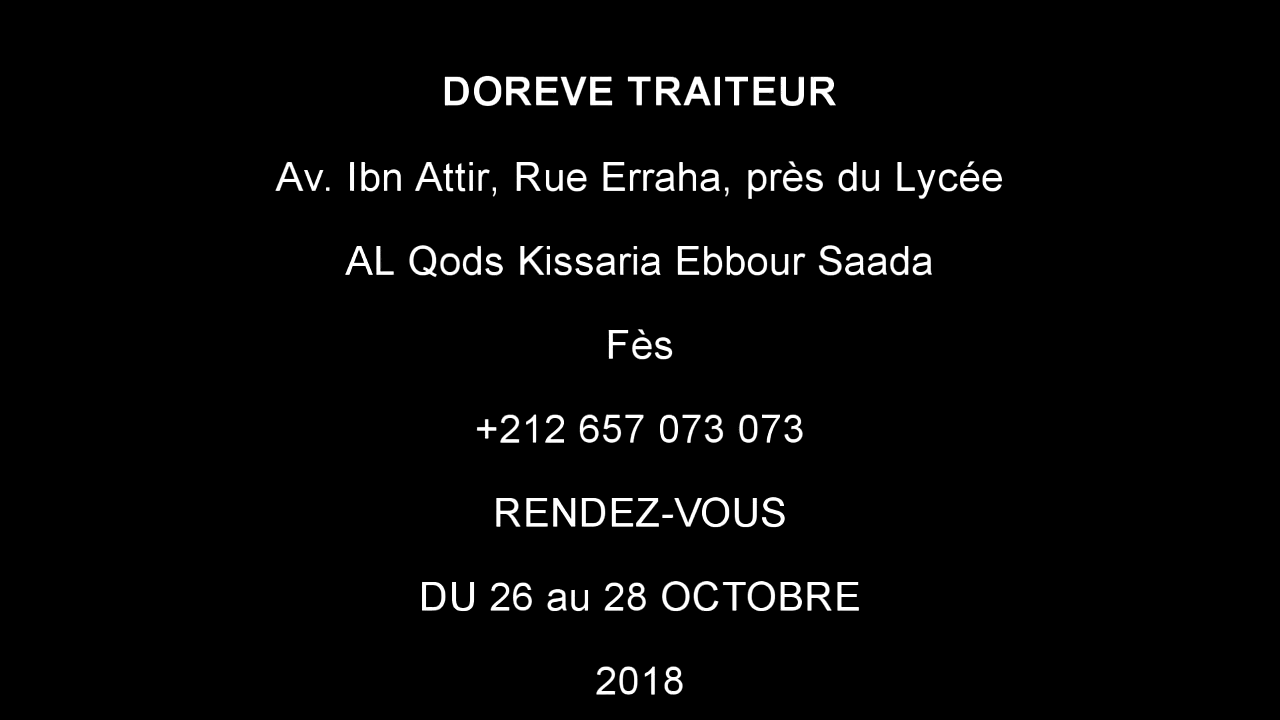 DOREVE TRAITEUR
Av. Ibn Attir, Rue Erraha, près du Lycée
AL Qods Kissaria Ebbour Saada
Fès
+212 657 073 073
RENDEZ-VOUS
DU 26 au 28 OCTOBRE
2018